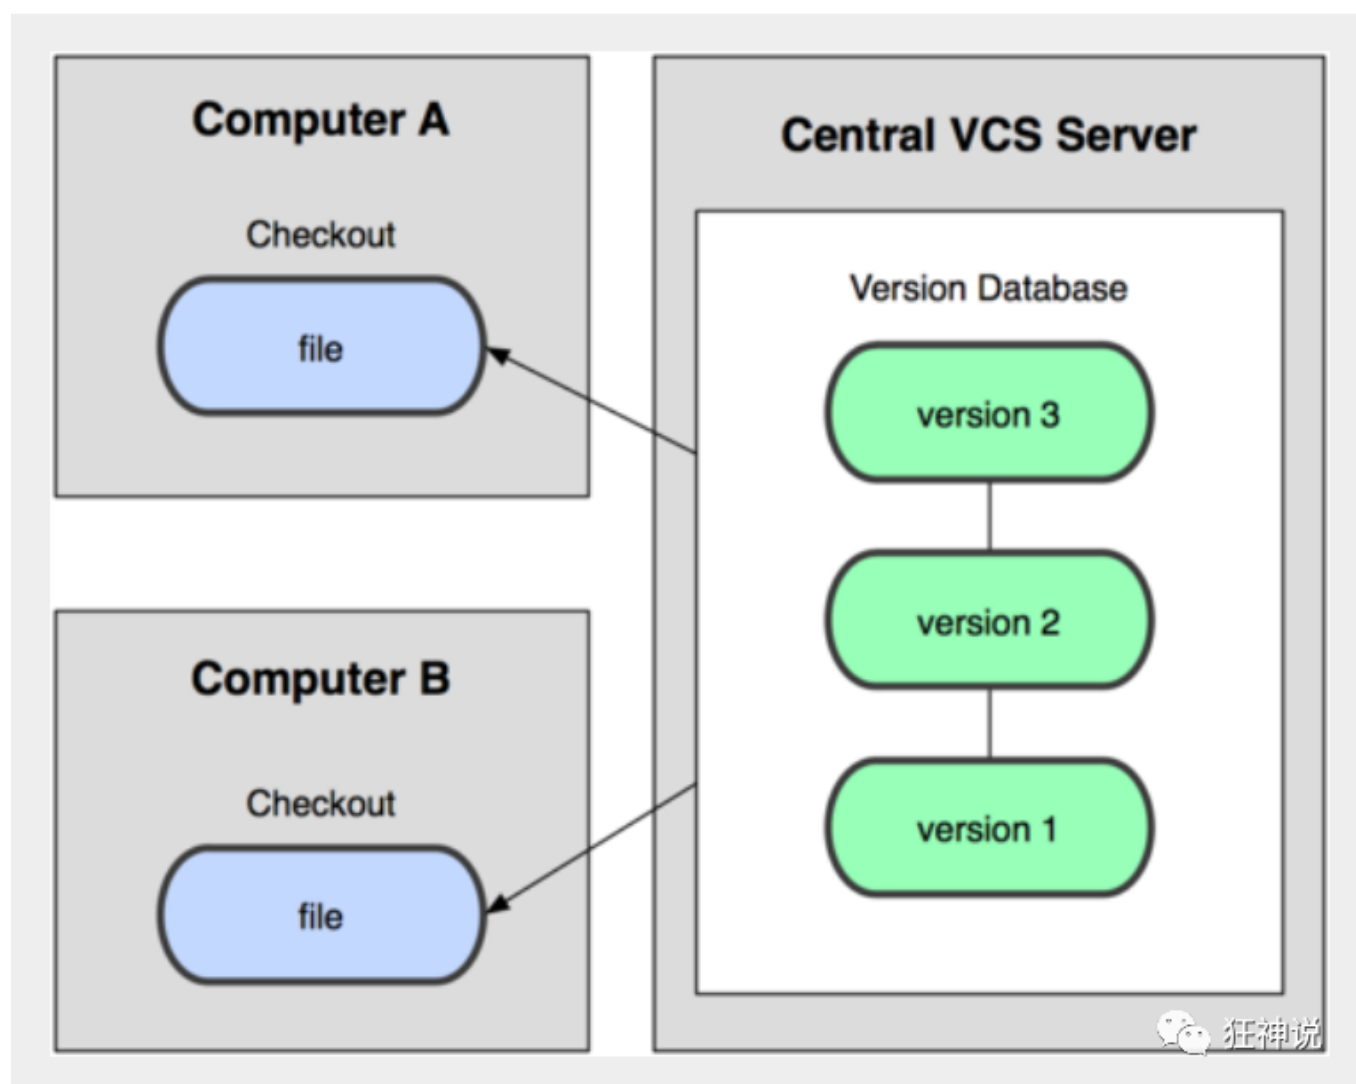 Computer A
Checkout
file
Computer B
Checkout
file
Central VCS Server
Version Database
version 3
version 2
version 1
狂神说